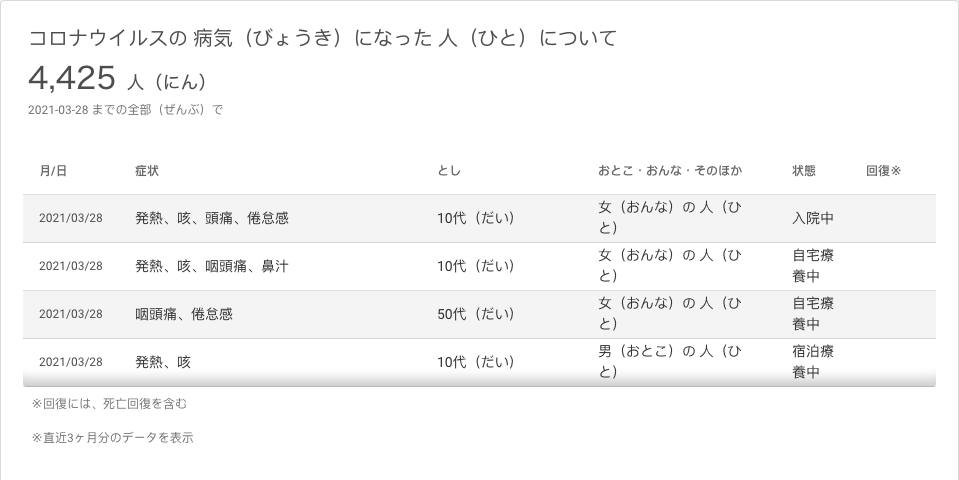 コロナウイルスの 病気（びょうき）になった 人（ひと）について
4,425 人（にん）
2021-03-28 までの全部（ぜんぶ）で
月/日 症状 とし おとこ・おんな・そのほか 状態 回復※
2021/03/28 発熱、咳、頭痛、倦怠感 10代（だい） 女（おんな）の 人（ひ 入院中
と）
2021/03/28 発熱、咳、咽頭痛、鼻汁 10代（だい） 女（おんな）の 人（ひ 自宅療
と） 養中
2021/03/28 咽頭痛、倦怠感 50代（だい） 女（おんな）の 人（ひ 自宅療
と） 養中
2021/03/28 発熱、咳 10代（だい） 男（おとこ）の 人（ひ 宿泊療
と） 養中
※回復には、死亡回復を含む
※直近3ヶ月分のデータを表示